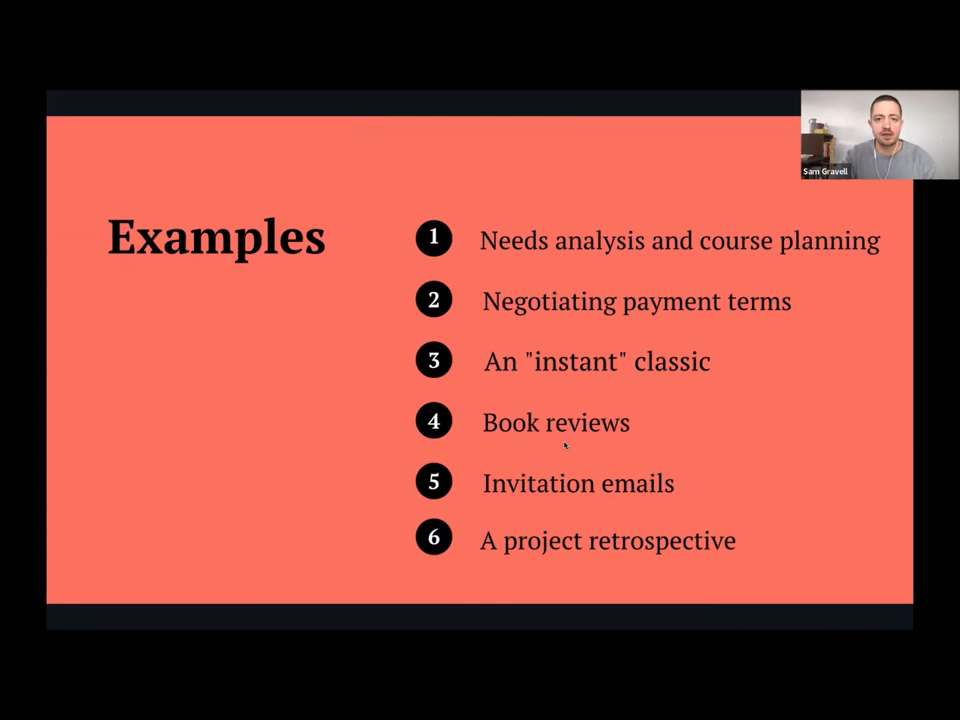 Sam Gravell
Examples
1 Needs analysis and course planning
2 Negotiating payment terms
3 An "instant" classic
4 Book reviews
5 Invitation emails
6 A project retrospective